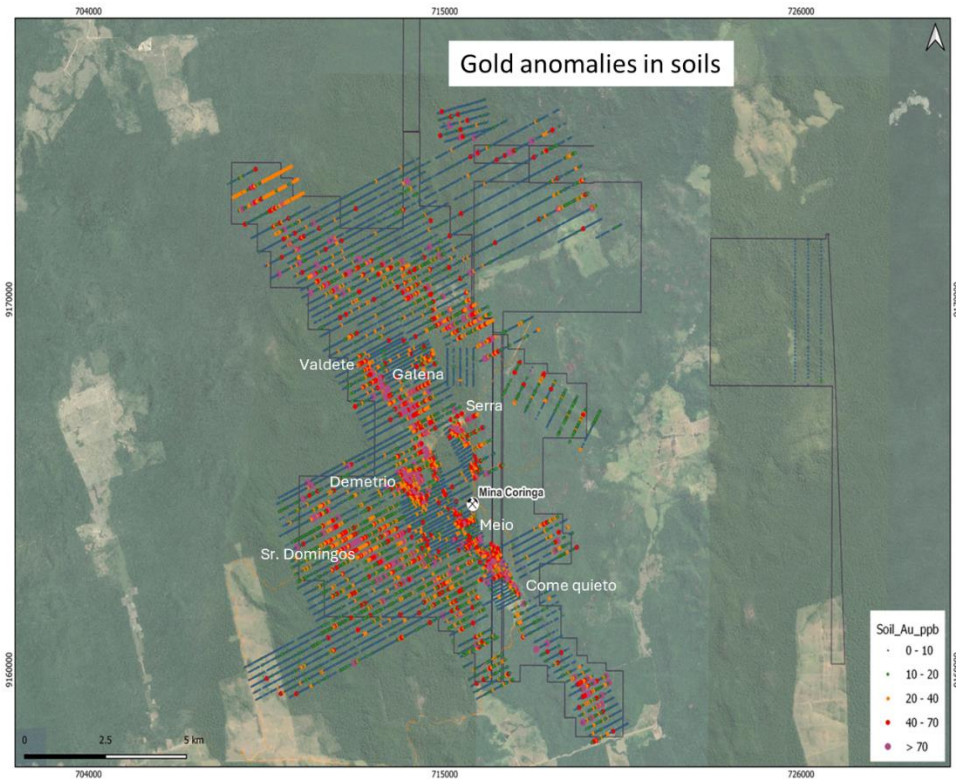 704000 715000 726000
Gold anomalies in soils
9170000 9170000
Valdete
Galena
Serra
Demetrio
Mina Coringa
Meio
Sr. Domingos
Come quieto
Soil_Au_ppb
0 - 10
10 - 20
20 - 40
40 - 70
> 70
9160000 9160000
0 2.5 5 km
704000 715000 726000